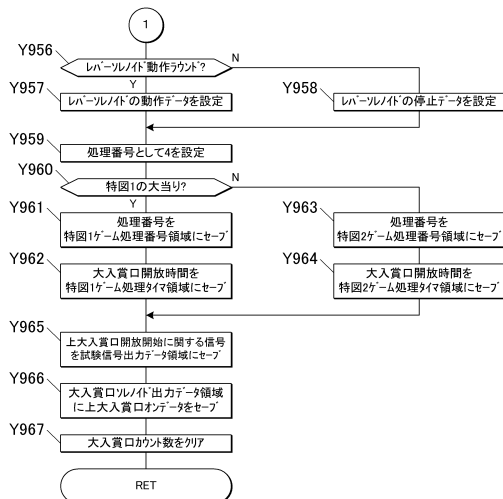 1
Y956
レバーソレノイド動作ラウンド?
N
Y
Y957
レバーソレノイドの動作データを設定
Y958
レバーソレノイドの停止データを設定
Y959
処理番号として4を設定
Y960
特図1の大当り?
N
Y
Y961
処理番号を
特図1ゲーム処理番号領域にセーブ
Y963
処理番号を
特図2ゲーム処理番号領域にセーブ
Y962
大入賞口開放時間を
特図1ゲーム処理タイマ領域にセーブ
Y964
大入賞口開放時間を
特図2ゲーム処理タイマ領域にセーブ
Y965
上大入賞口開放開始に関する信号
を試験信号出力データ領域にセーブ
Y966
大入賞口ソレノイド出力データ領域
に上大入賞口オンデータをセーブ
Y967
大入賞口カウント数をクリア
RET